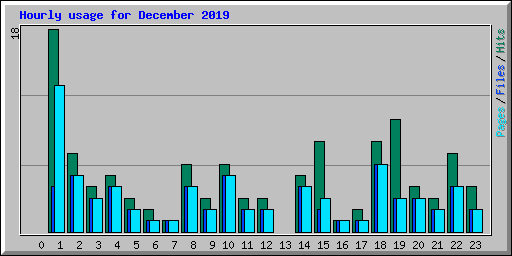 Hourly usage for December 2019
18
Pages/Files/Hits
0 1 2 3 4 5 6 7 8 9 10 11 12 13 14 15 16 17 18 19 20 21 22 23